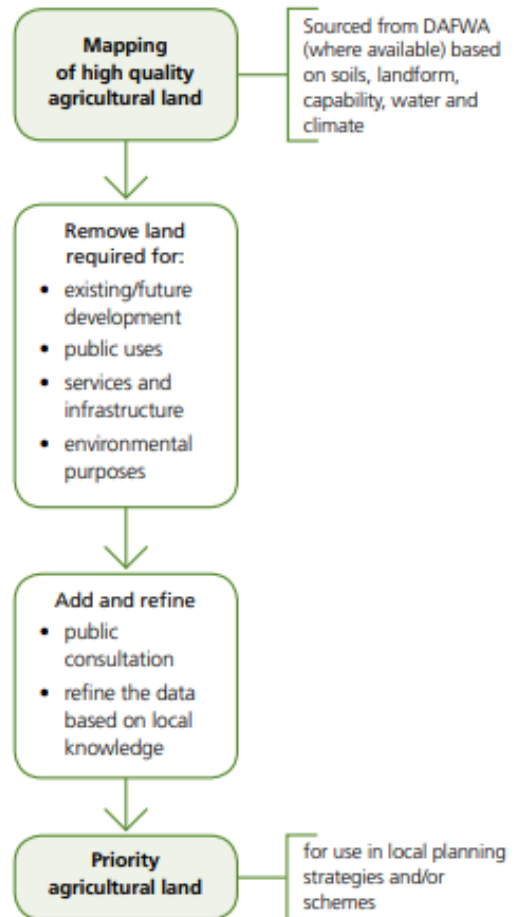 Mapping
of high quality
agricultural land
Sourced from DAFWA
(where available) based
on soils, landform,
capability, water and
climate
Remove land
required for:
• existing/future
development
• public uses
• services and
infrastructure
• environmental
purposes
Add and refine
• public
consultation
• refine the data
based on local
knowledge
Priority
agricultural land
for use in local planning
strategies and/or
schemes